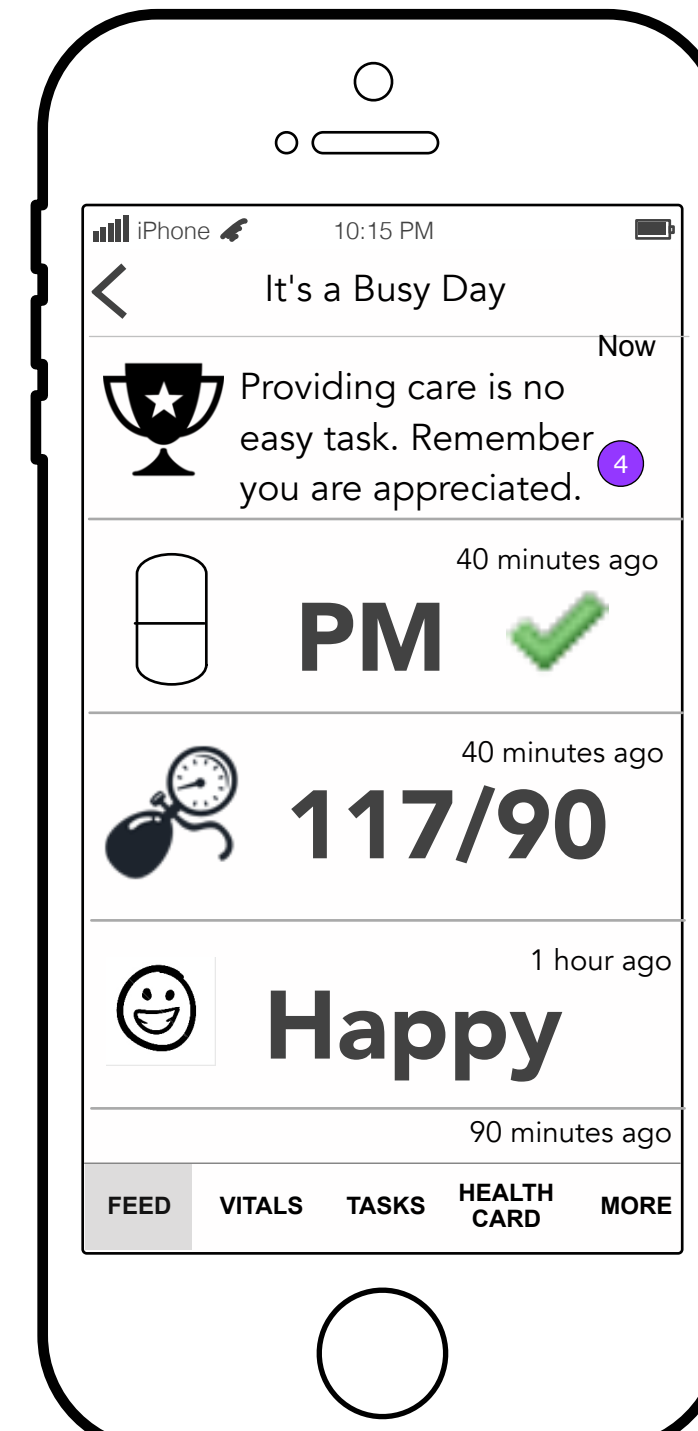 iPhone 10:15 PM
It's a Busy Day
Now
Providing care is no
easy task. Remember
you are appreciated.
4
40 minutes ago
PM
40 minutes ago
117/90
1 hour ago
Happy
90 minutes ago
FEED VITALS TASKS HEALTH CARD MORE